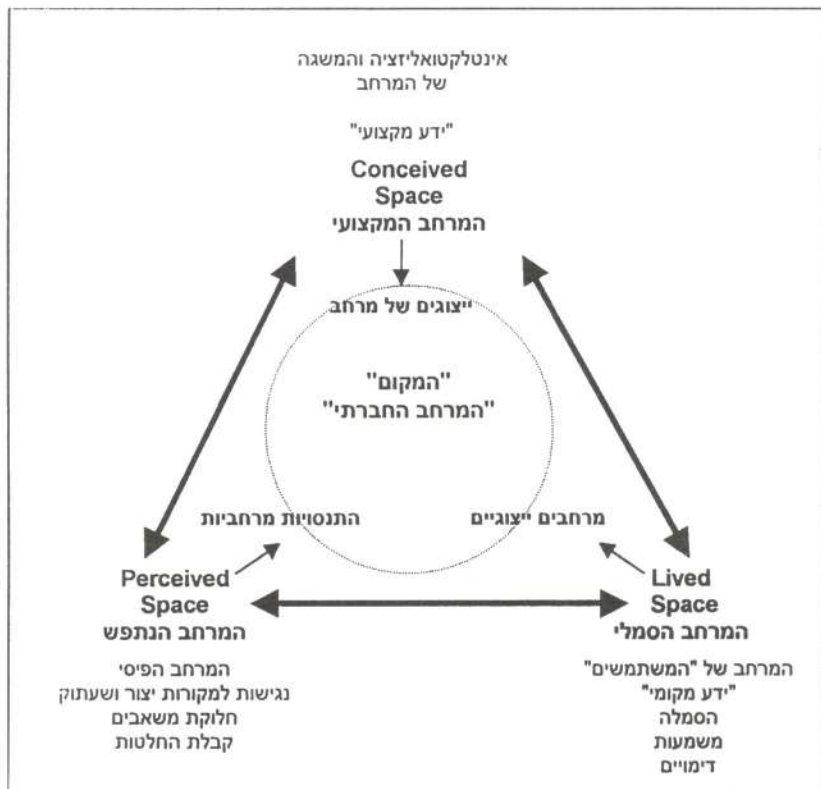 אינטלקטואליזציה והמשגה
של המרחב
"ידע מקצועי"
Conceived
Space
המרחב המקצועי
ייצוגים של מרחב
"המקום"
"המרחב החברתי"
התנסויות מרחביות
מרחבים ייצוגיים
Perceived
Space
המרחב הנתפש
המרחב הפיסי
נגישות למקורות יצור ושעתוק
חלוקת משאבים
קבלת החלטות
Lived
Space
המרחב הסמלי
המרחב של "המשתמשים"
"ידע מקומי"
הסמלה
משמעות
דימויים